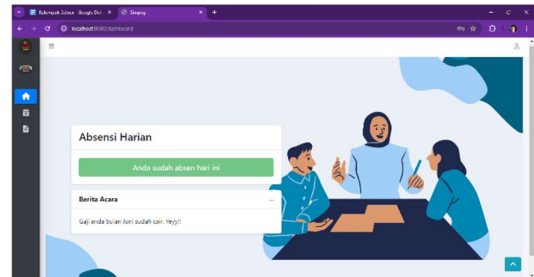 Simpeg
localhost:8080/dashboard
Absensi Harian
Anda sudah absen hari ini
Berita Acara
Gaji anda bulan Juni sudah cair. Yeyy!!